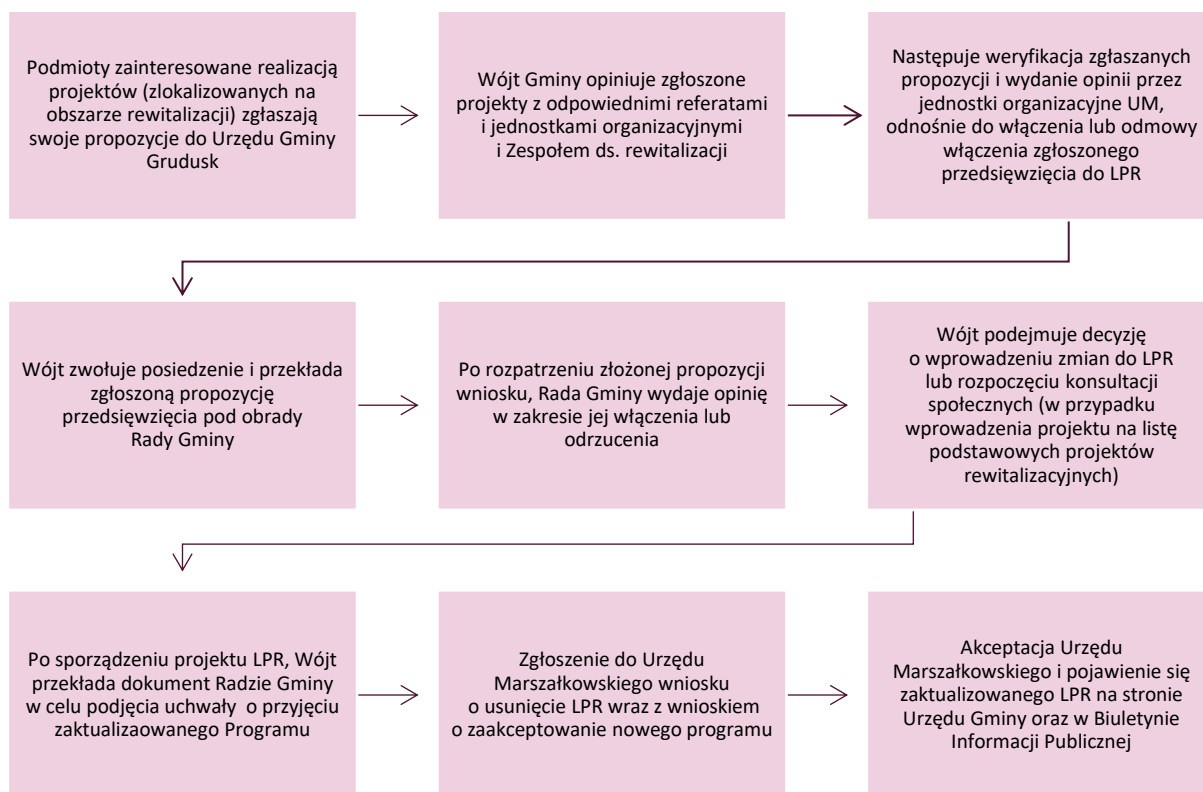 Podmioty zainteresowane realizacją
projektów (zlokalizowanych na
obszarze rewitalizacji) zgłaszają
swoje propozycje do Urzędu Gminy
Grudusk
Wójt Gminy opiniuje zgłoszone
projekty z odpowiednimi referatami
i jednostkami organizacyjnymi
i Zespołem ds. rewitalizacji
Następuje weryfikacja zgłaszanych
propozycji i wydanie opinii przez
jednostki organizacyjne UM,
odnośnie do włączenia lub odmowy
włączenia zgłoszonego
przedsięwzięcia do LPR
Wójt zwołuje posiedzenie i przekłada
zgłoszoną propozycję
przedsięwzięcia pod obrady
Rady Gminy
Po rozpatrzeniu złożonej propozycji
wniosku, Rada Gminy wydaje opinię
w zakresie jej włączenia lub
odrzucenia
Wójt podejmuje decyzję
o wprowadzeniu zmian do LPR
lub rozpoczęciu konsultacji
społecznych (w przypadku
wprowadzenia projektu na listę
podstawowych projektów
rewitalizacyjnych)
Po sporządzeniu projektu LPR, Wójt
przekłada dokument Radzie Gminy
w celu podjęcia uchwały o przyjęciu
zaktualizaowanego Programu
Zgłoszenie do Urzędu
Marszałkowskiego wniosku
o usunięcie LPR wraz z wnioskiem
o zaakceptowanie nowego programu
Akceptacja Urzędu
Marszałkowskiego i pojawienie się
zaktualizowanego LPR na stronie
Urzędu Gminy oraz w Biuletynie
Informacji Publicznej